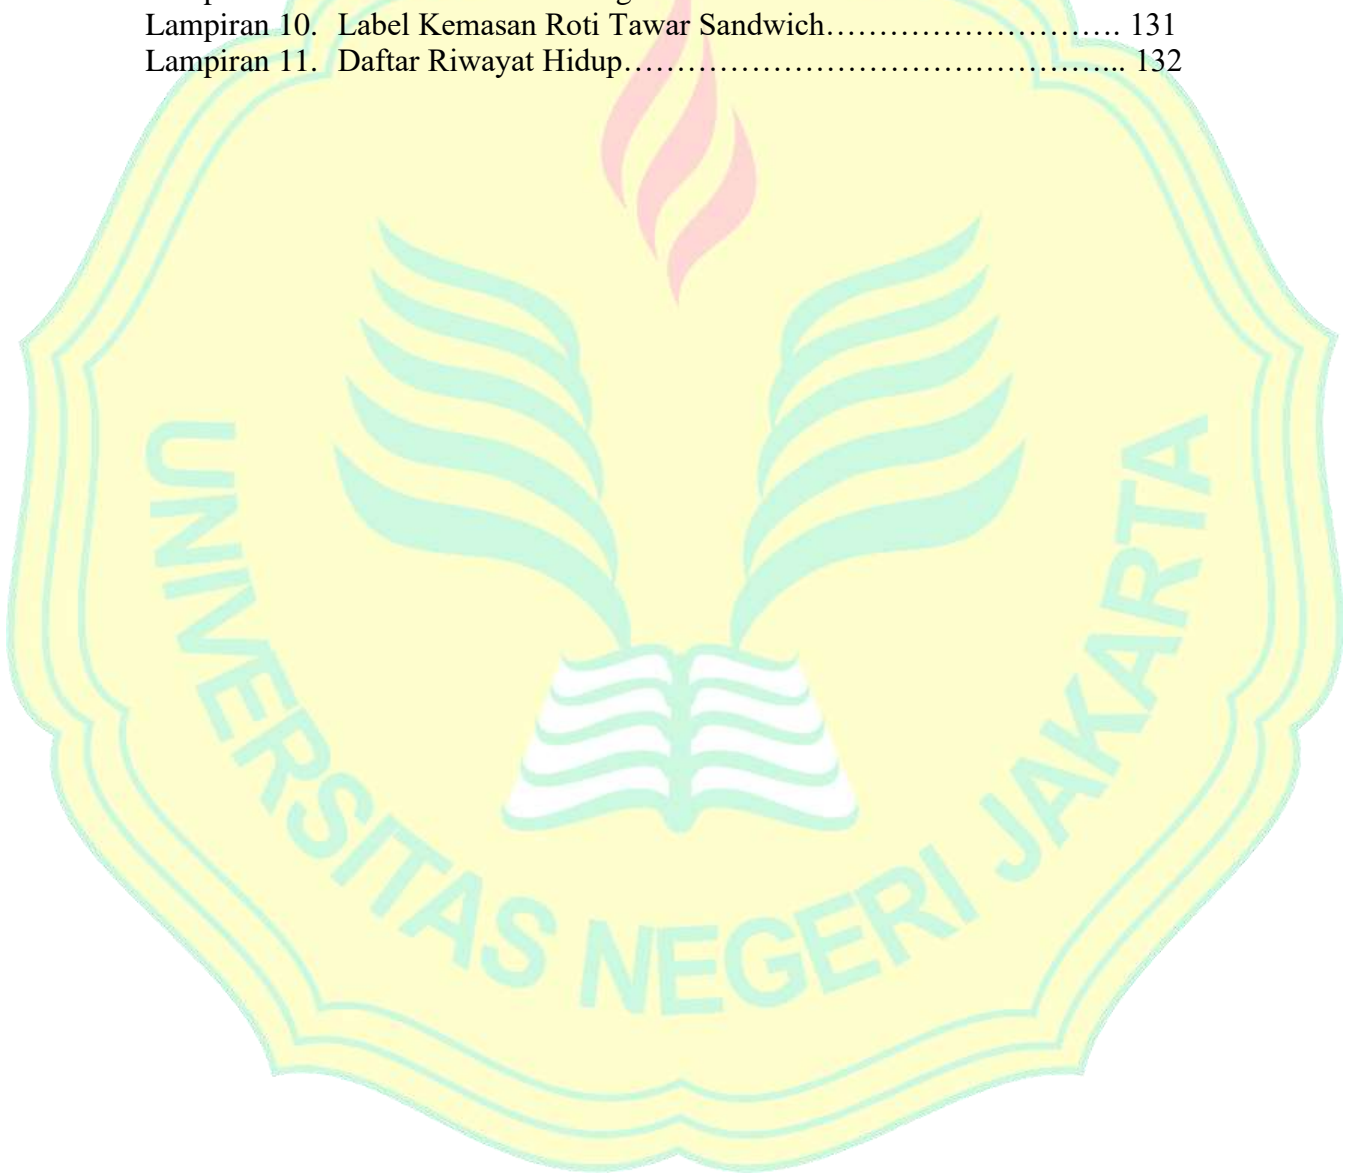 Lampiran 10. Label Kemasan Roti Tawar Sandwich………………………. 131
Lampiran 11. Daftar Riwayat Hidup……………………………………….. 132
UNIVERSITAS NEGERI JAKARTA